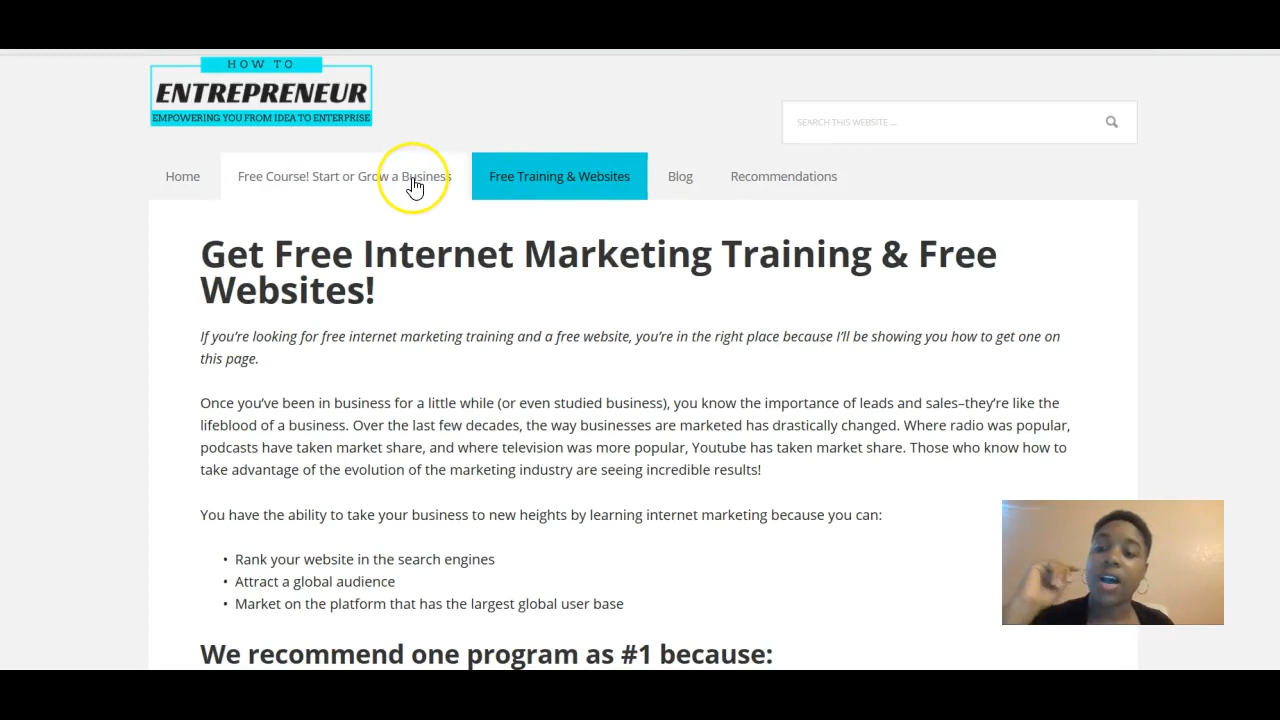 HOW TO
ENTREPRENEUR
EMPOWERING YOU FROM IDEA TO ENTERPRISE
SEARCH THIS WEBSITE ...
Home Free Course! Start or Grow a Business Free Training & Websites Blog Recommendations
Get Free Internet Marketing Training & Free
Websites!
If you’re looking for free internet marketing training and a free website, you’re in the right place because I’ll be showing you how to get one on
this page.
Once you’ve been in business for a little while (or even studied business), you know the importance of leads and sales–they’re like the
lifeblood of a business. Over the last few decades, the way businesses are marketed has drastically changed. Where radio was popular,
podcasts have taken market share, and where television was more popular, Youtube has taken market share. Those who know how to
take advantage of the evolution of the marketing industry are seeing incredible results!
You have the ability to take your business to new heights by learning internet marketing because you can:
• Rank your website in the search engines
• Attract a global audience
• Market on the platform that has the largest global user base
We recommend one program as #1 because: